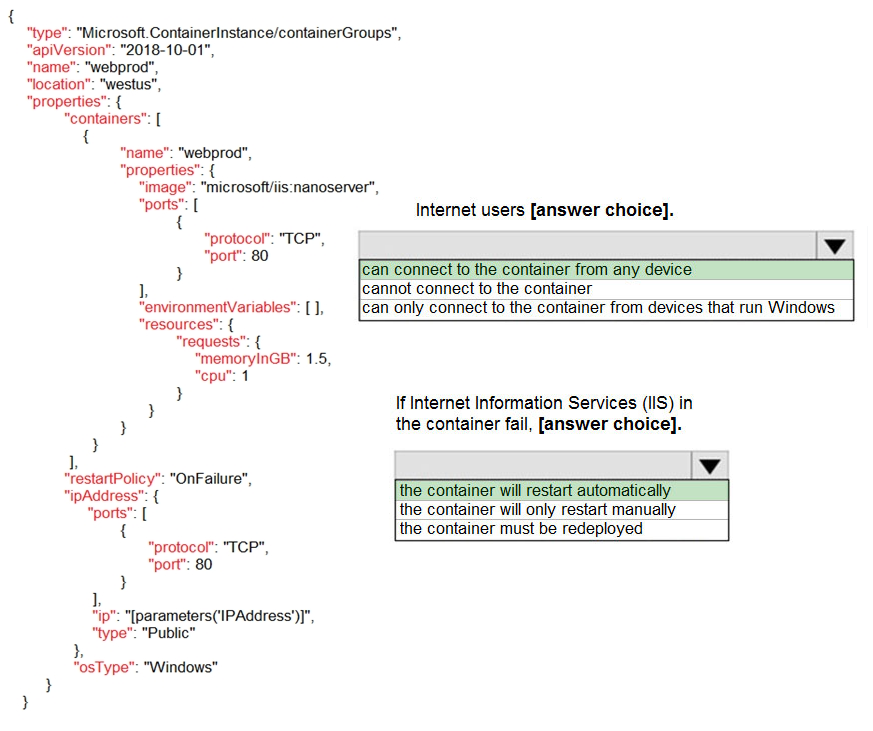 {
"type": "Microsoft.ContainerInstance/containerGroups",
"apiVersion": "2018-10-01",
"name": "webprod",
"location": "westus",
"properties": {
"containers": [
{
"name": "webprod",
"properties": {
"image": "microsoft/iis:nanoserver",
"ports": [
{
"protocol": "TCP",
"port": 80
}
],
"environmentVariables": [ ],
"resources": {
"requests": {
"memoryInGB": 1.5,
"cpu": 1
}
}
}
}
],
"restartPolicy": "OnFailure",
"ipAddress": {
"ports": [
{
"protocol": "TCP",
"port": 80
}
],
"ip": "[parameters('IPAddress')]",
"type": "Public"
},
"osType": "Windows"
}
}
Internet users [answer choice].
can connect to the container from any device
cannot connect to the container
can only connect to the container from devices that run Windows
If Internet Information Services (IIS) in
the container fail, [answer choice].
the container will restart automatically
the container will only restart manually
the container must be redeployed